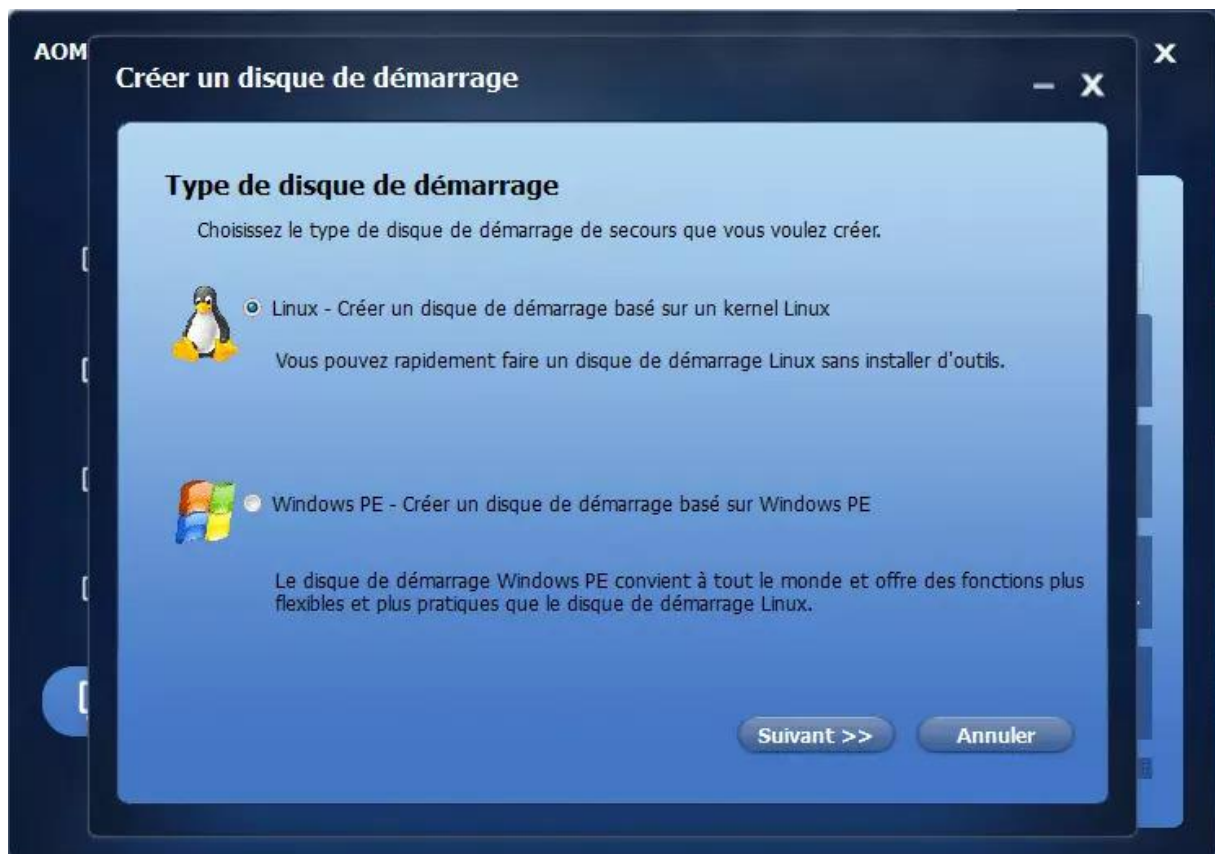 AOM
Créer un disque de démarrage
Type de disque de démarrage
Choisissez le type de disque de démarrage de secours que vous voulez créer.
Linux - Créer un disque de démarrage basé sur un kernel Linux
Vous pouvez rapidement faire un disque de démarrage Linux sans installer d'outils.
Windows PE - Créer un disque de démarrage basé sur Windows PE
Le disque de démarrage Windows PE convient à tout le monde et offre des fonctions plus
flexibles et plus pratiques que le disque de démarrage Linux.
Suivant >>
Annuler